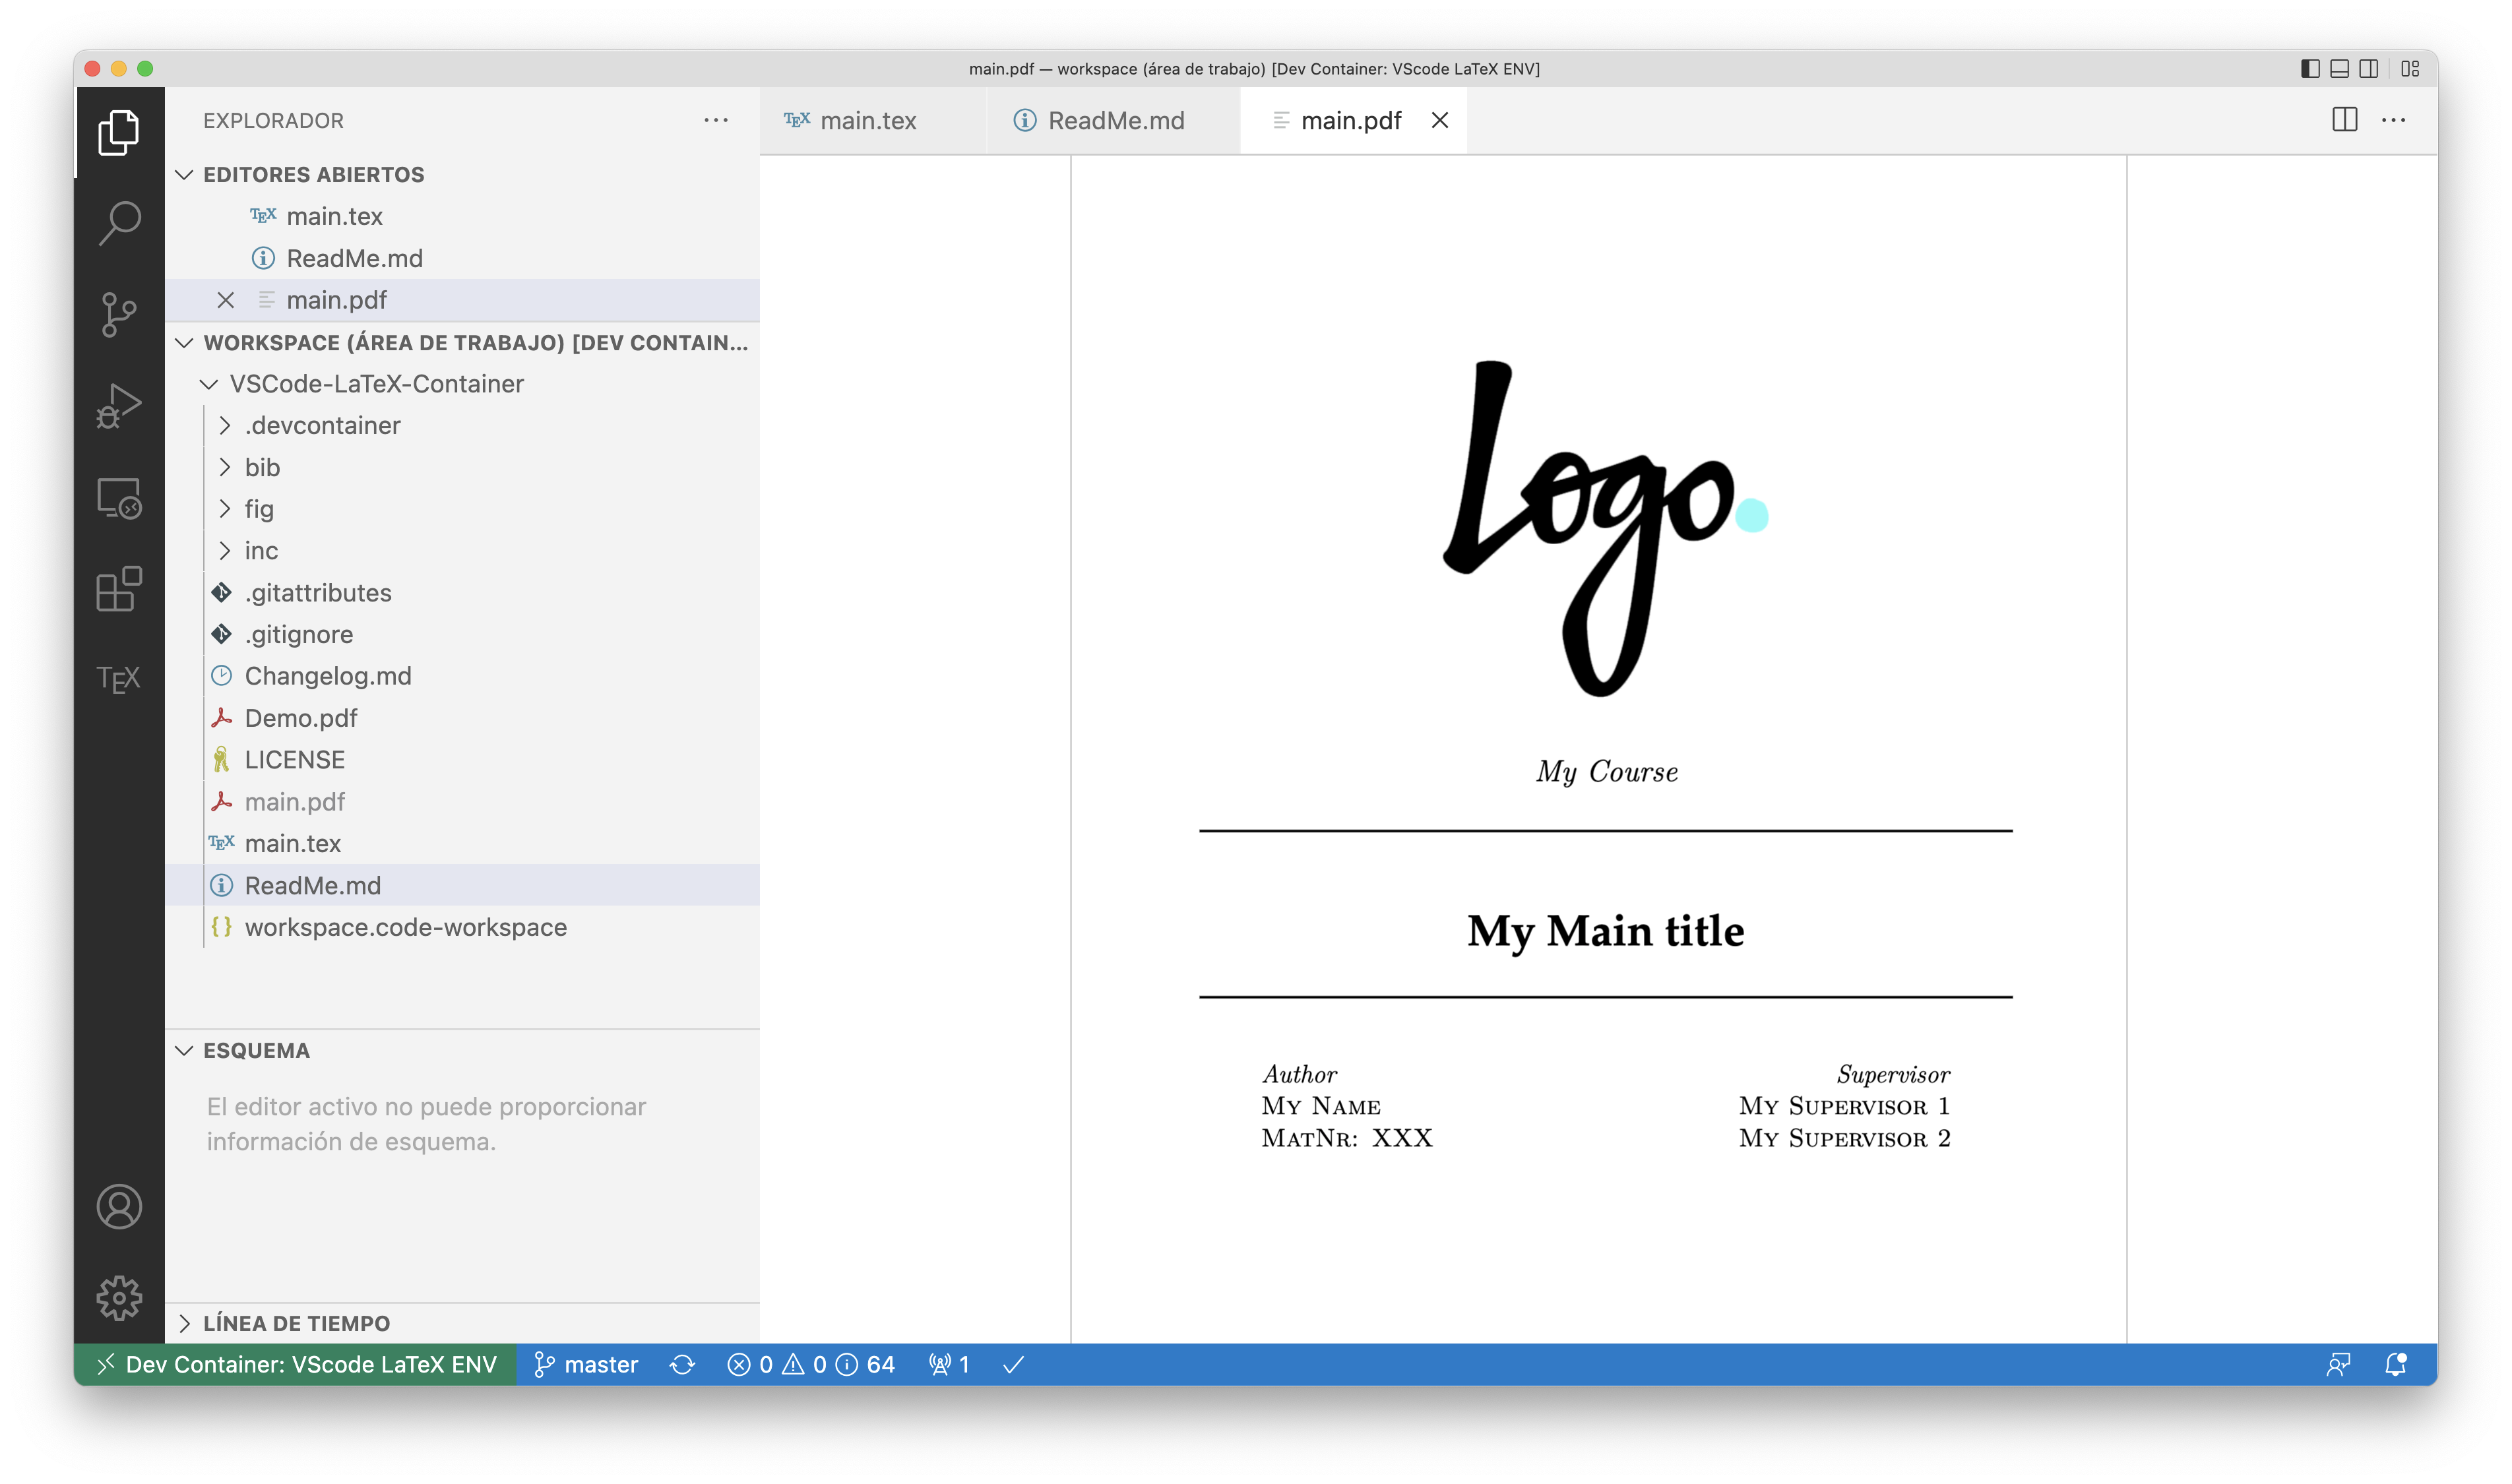 main.pdf — workspace (área de trabajo) [Dev Container: VScode LaTeX ENV]
EXPLORADOR
EDITORES ABIERTOS
TEX main.tex
ReadMe.md
main.pdf
WORKSPACE (ÁREA DE TRABAJO) [DEV CONTAIN...
VSCode-LaTeX-Container
.devcontainer
bib
fig
inc
.gitattributes
.gitignore
Changelog.md
Demo.pdf
LICENSE
main.pdf
TEX main.tex
ReadMe.md
{} workspace.code-workspace
ESQUEMA
El editor activo no puede proporcionar
información de esquema.
LÍNEA DE TIEMPO
TEX
TEX main.tex
ReadMe.md
main.pdf
Logo.
My Course
My Main title
Author
My Name
MatNr: XXX
Supervisor
My Supervisor 1
My Supervisor 2
Dev Container: VScode LaTeX ENV master 0 0 64 1